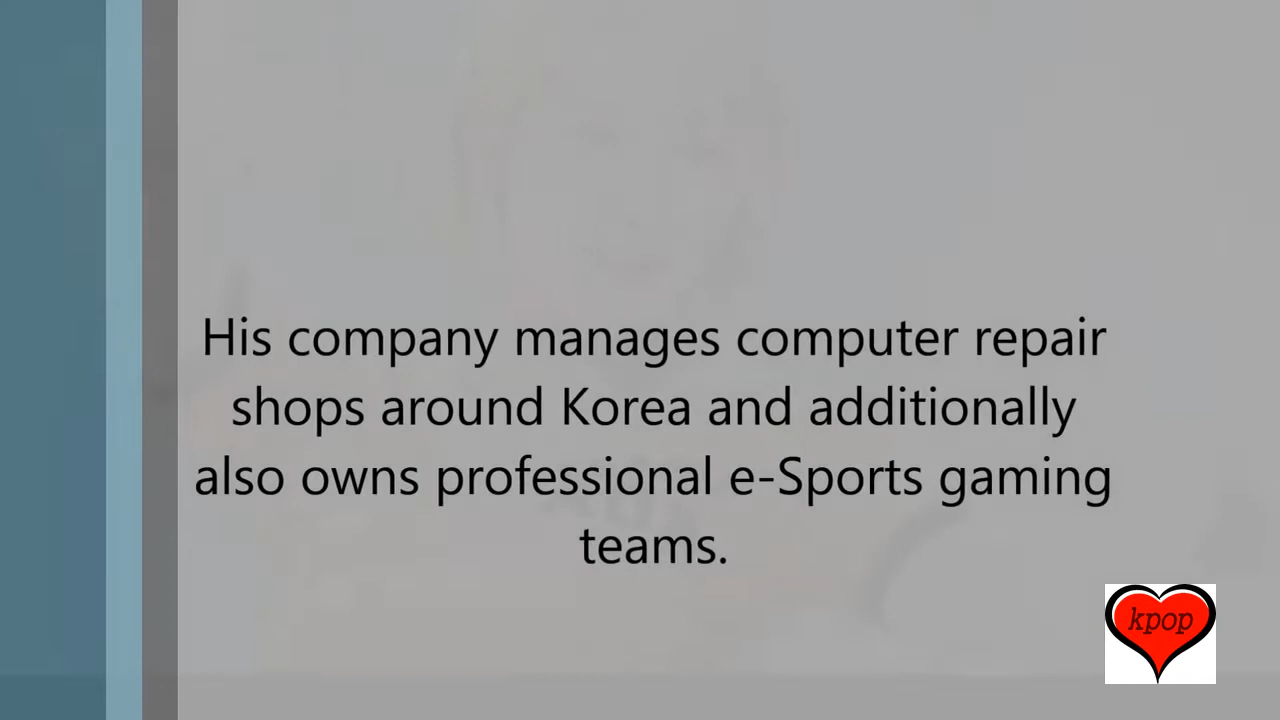 His company manages computer repair
shops around Korea and additionally
also owns professional e-Sports gaming
teams.
kpop